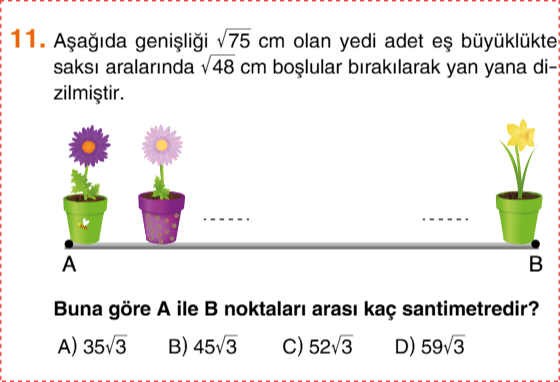 11. Aşağıda genişliği √75 cm olan yedi adet eş büyüklükte
saksı aralarında √48 cm boşlular bırakılarak yan yana di-
zilmiştir.
A
B
Buna göre A ile B noktaları arası kaç santimetredir?
A) 35√3 B) 45√3 C) 52√3 D) 59√3